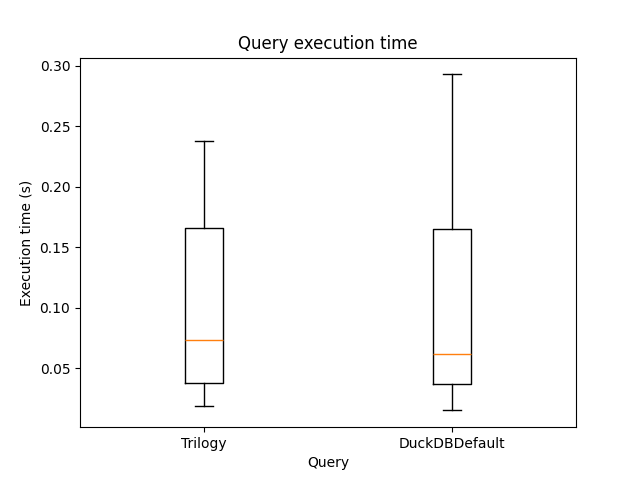 Query execution time
Execution time (s)
0.30
0.25
0.20
0.15
0.10
0.05
Trilogy
DuckDBDefault
Query